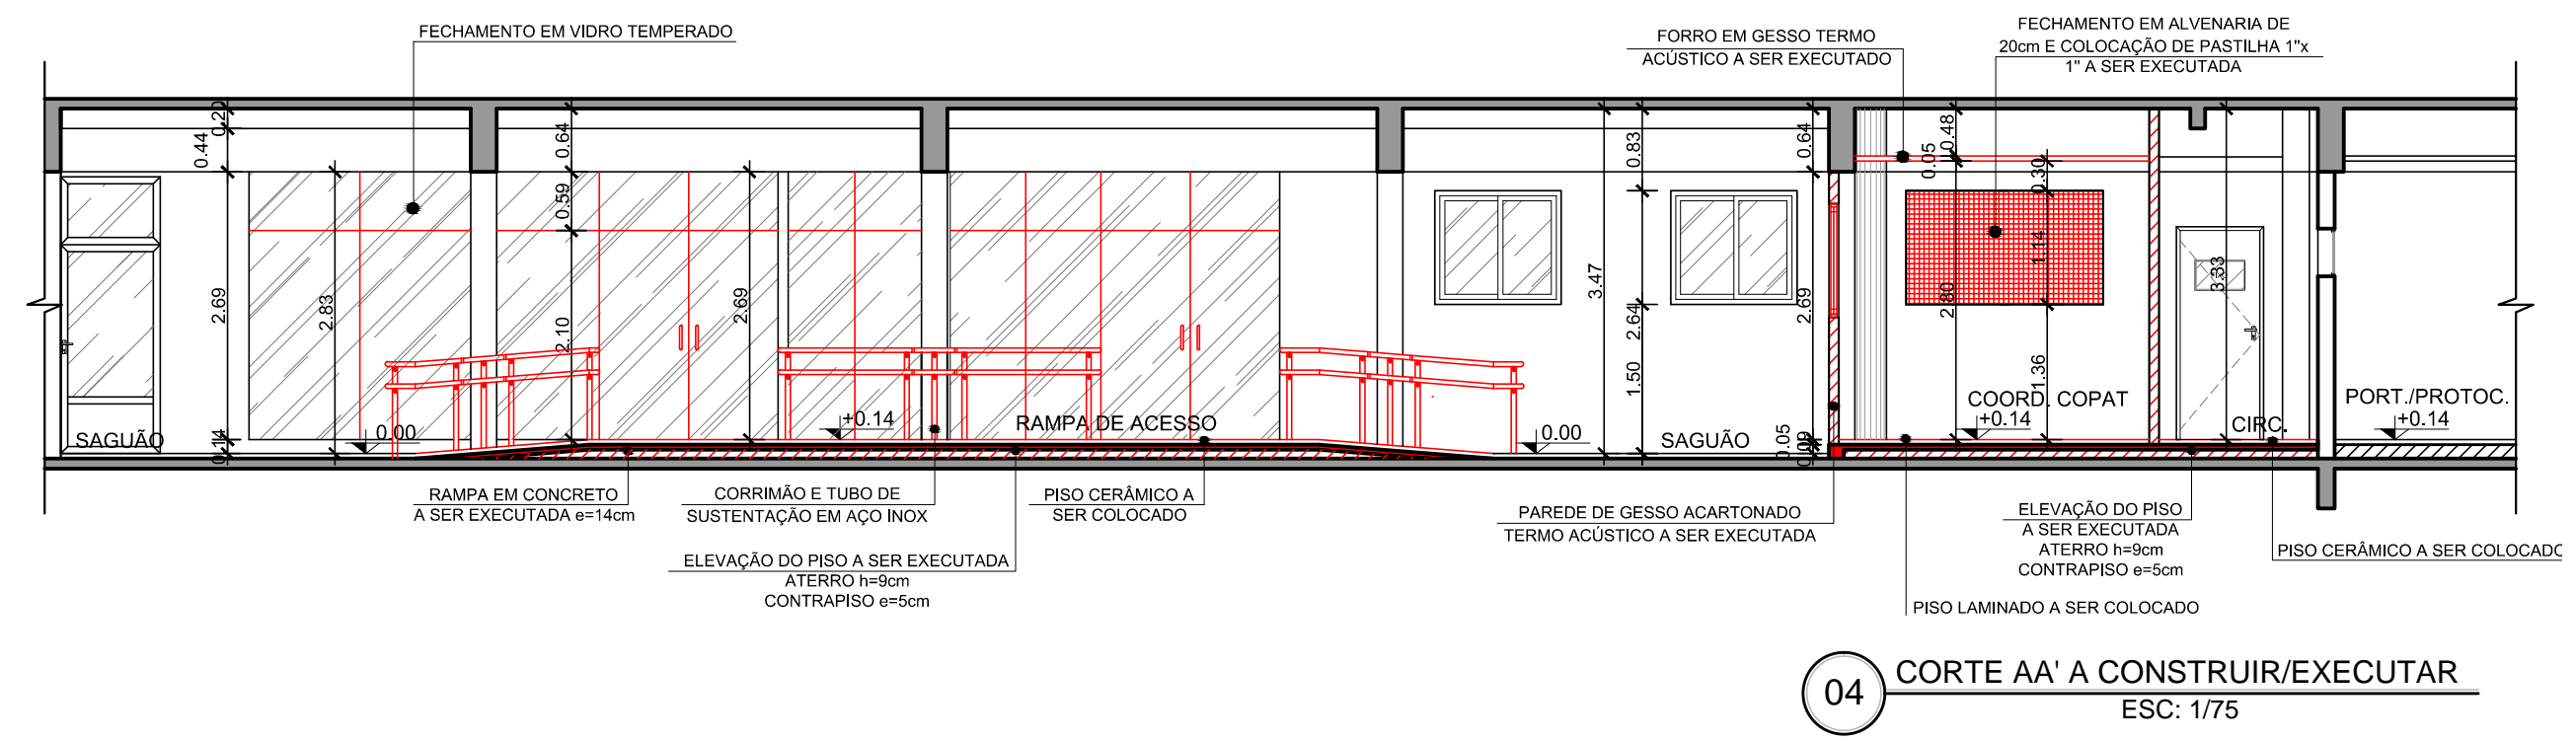 FECHAMENTO EM VIDRO TEMPERADO
FORRO EM GESSO TERMO
ACÚSTICO A SER EXECUTADO
FECHAMENTO EM ALVENARIA DE
20cm E COLOCAÇÃO DE PASTILHA 1"x
1" A SER EXECUTADA
0.20
0.44
2.69
0.14
2.83
0.64
0.59
2.10
2.69
3.47
0.83
2.64
1.50
0.64
2.69
0.05
0.09
0.48
0.05
2.80
0.30
1.14
1.36
3.33
SAGUÃO
0.00
+0.14
RAMPA DE ACESSO
0.00
SAGUÃO
COORD. COPAT
+0.14
CIRC.
PORT./PROTOC.
+0.14
RAMPA EM CONCRETO
A SER EXECUTADA e=14cm
CORRIMÃO E TUBO DE
SUSTENTAÇÃO EM AÇO INOX
PISO CERÂMICO A
SER COLOCADO
ELEVAÇÃO DO PISO A SER EXECUTADA
ATERRO h=9cm
CONTRAPISO e=5cm
PAREDE DE GESSO ACARTONADO
TERMO ACÚSTICO A SER EXECUTADA
ELEVAÇÃO DO PISO
A SER EXECUTADA
ATERRO h=9cm
CONTRAPISO e=5cm
PISO CERÂMICO A SER COLOCADO
PISO LAMINADO A SER COLOCADO
04
CORTE AA' A CONSTRUIR/EXECUTAR
ESC: 1/75